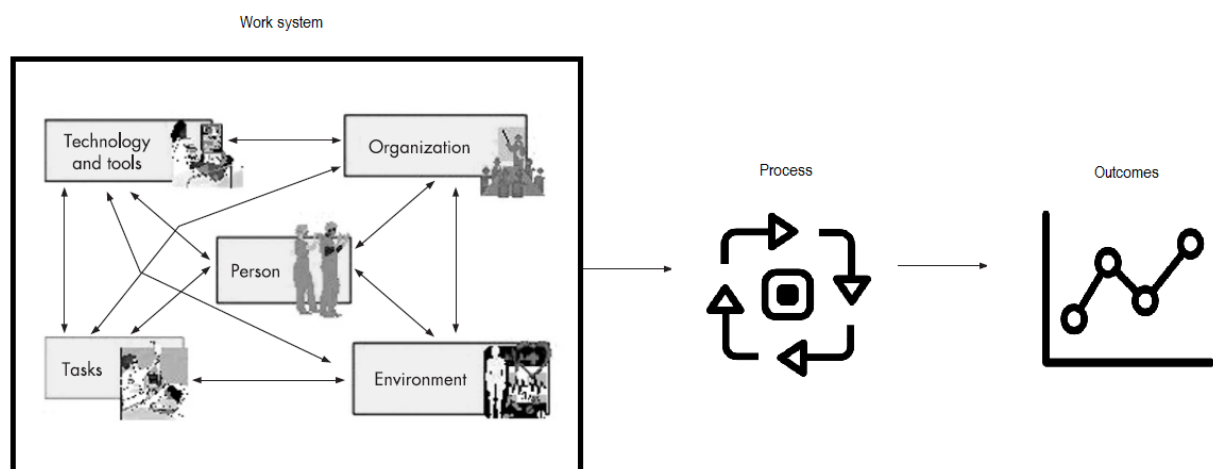 Work system
Technology
and tools
Organization
Process
Outcomes
Person
Tasks
Environment